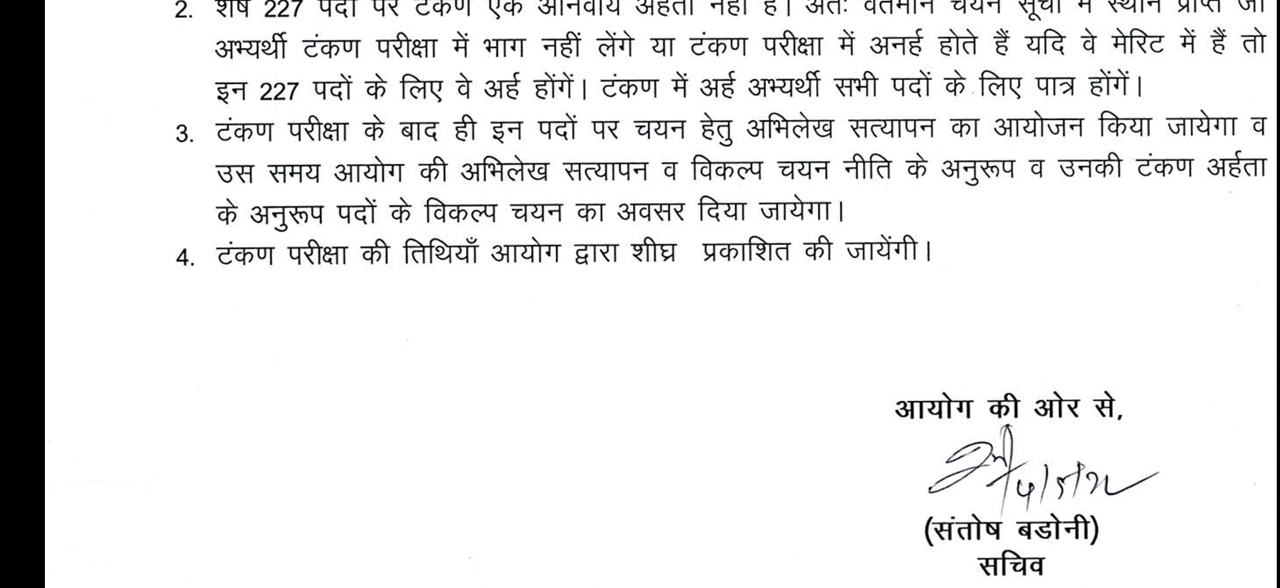 2. शेष 227 पदों पर टंकण एक अनिवार्य अर्हता नहीं है। अतः वर्तमान चयन सूची में स्थान प्राप्त जो
अभ्यर्थी टंकण परीक्षा में भाग नहीं लेंगे या टंकण परीक्षा में अनर्ह होते हैं यदि वे मेरिट में हैं तो
इन 227 पदों के लिए वे अर्ह होंगें। टंकण में अर्ह अभ्यर्थी सभी पदों के लिए पात्र होंगें।
3. टंकण परीक्षा के बाद ही इन पदों पर चयन हेतु अभिलेख सत्यापन का आयोजन किया जायेगा व
उस समय आयोग की अभिलेख सत्यापन व विकल्प चयन नीति के अनुरूप व उनकी टंकण अर्हता
के अनुरूप पदों के विकल्प चयन का अवसर दिया जायेगा।
4. टंकण परीक्षा की तिथियाँ आयोग द्वारा शीघ्र प्रकाशित की जायेंगी।
आयोग की ओर से,
(संतोष बडोनी)
सचिव